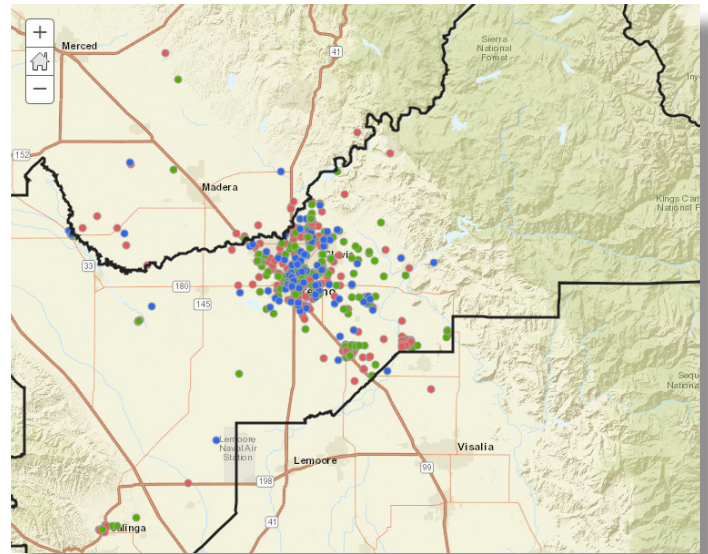 +
−
Merced
41
Sierra
National
Forest
152
Madera
Kings Can
National F
33
180
145
Sequ
Nationa
Lemoore
Naval Air
Station
Visalia
Lemoore
99
198
41
alinga